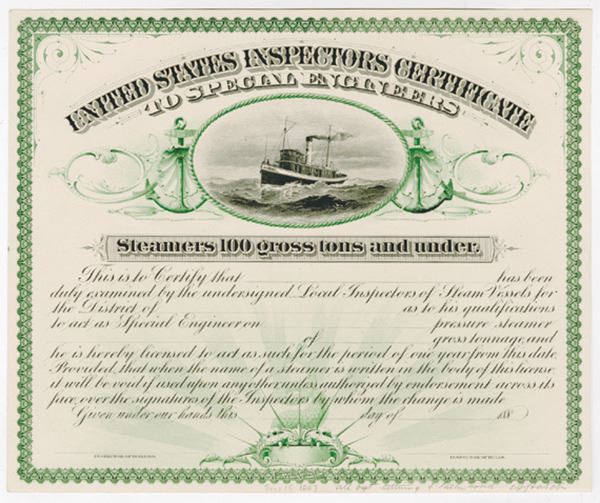 UNITED STATES INSPECTORS CERTIFICATE
TO SPECIAL ENGINEERS
Steamers 100 gross tons and under.
This is to Certify that has been
duly examined by the undersigned Local Inspectors of Steam Vessels for
the District of as to his qualifications
to act as Special Engineer on pressure steamer
of gross tonnage, and
he is hereby licensed to act as such for the period of one year from this date.
Provided, that when the name of a steamer is written in the body of this license
it will be void if used upon any other unless authorized by endorsement across its
face, over the signatures of the Inspectors by whom the change is made
Given under our hands this day of 188
INSPECTOR OF BOILERS. INSPECTOR OF HULLS.